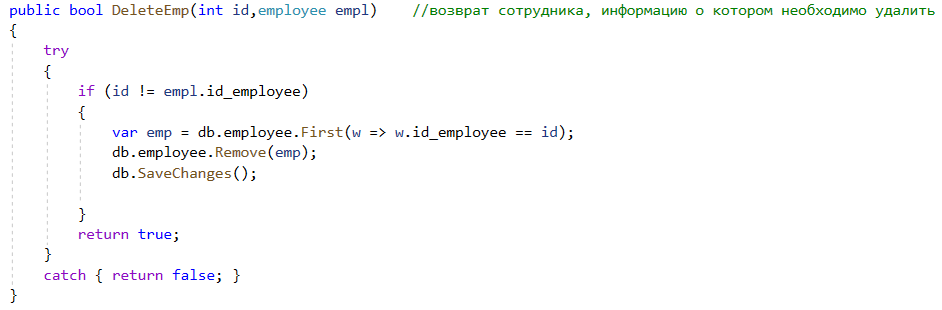 public bool DeleteEmp(int id,employee empl)    //возврат сотрудника, информацию о котором необходимо удалить
{
    try
    {
        if (id != empl.id_employee)
        {
            var emp = db.employee.First(w => w.id_employee == id);
            db.employee.Remove(emp);
            db.SaveChanges();

        }
        return true;
    }
    catch { return false; }
}